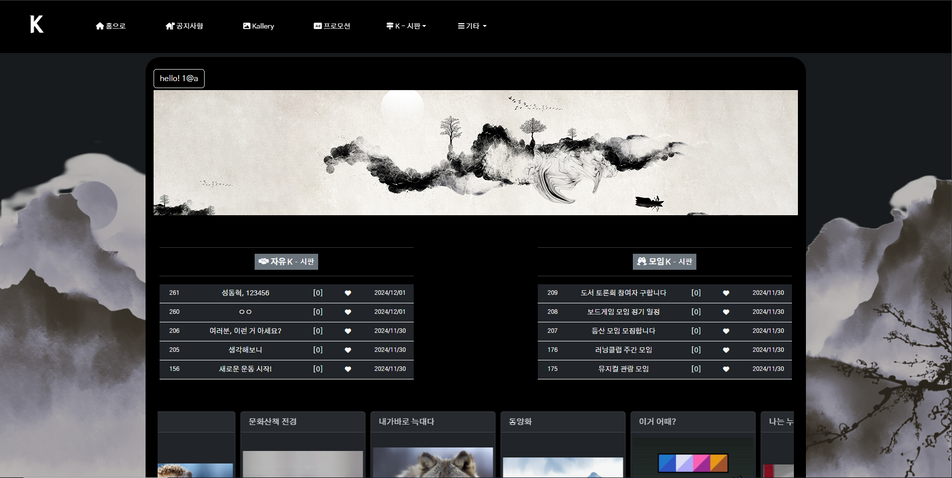 K
홈으로 공지사항 Kallery 프로모션 K - 시판 기타
hello! 1@a
자유 K - 시판
261 성동혁, 123456 [0] 2024/12/01
260 ㅇㅇ [0] 2024/12/01
206 여러분, 이런 거 아세요? [0] 2024/11/30
205 생각해보니 [0] 2024/11/30
156 새로운 운동 시작! [0] 2024/11/30
모임 K - 시판
209 도서 토론회 참여자 구합니다 [0] 2024/11/30
208 보드게임 모임 정기 일정 [0] 2024/11/30
207 등산 모임 모집합니다 [0] 2024/11/30
176 러닝클럽 주간 모임 [0] 2024/11/30
175 뮤지컬 관람 모임 [0] 2024/11/30
문화산책 전경 내가바로 늑대다 동양화 이거 어때? 나는 누